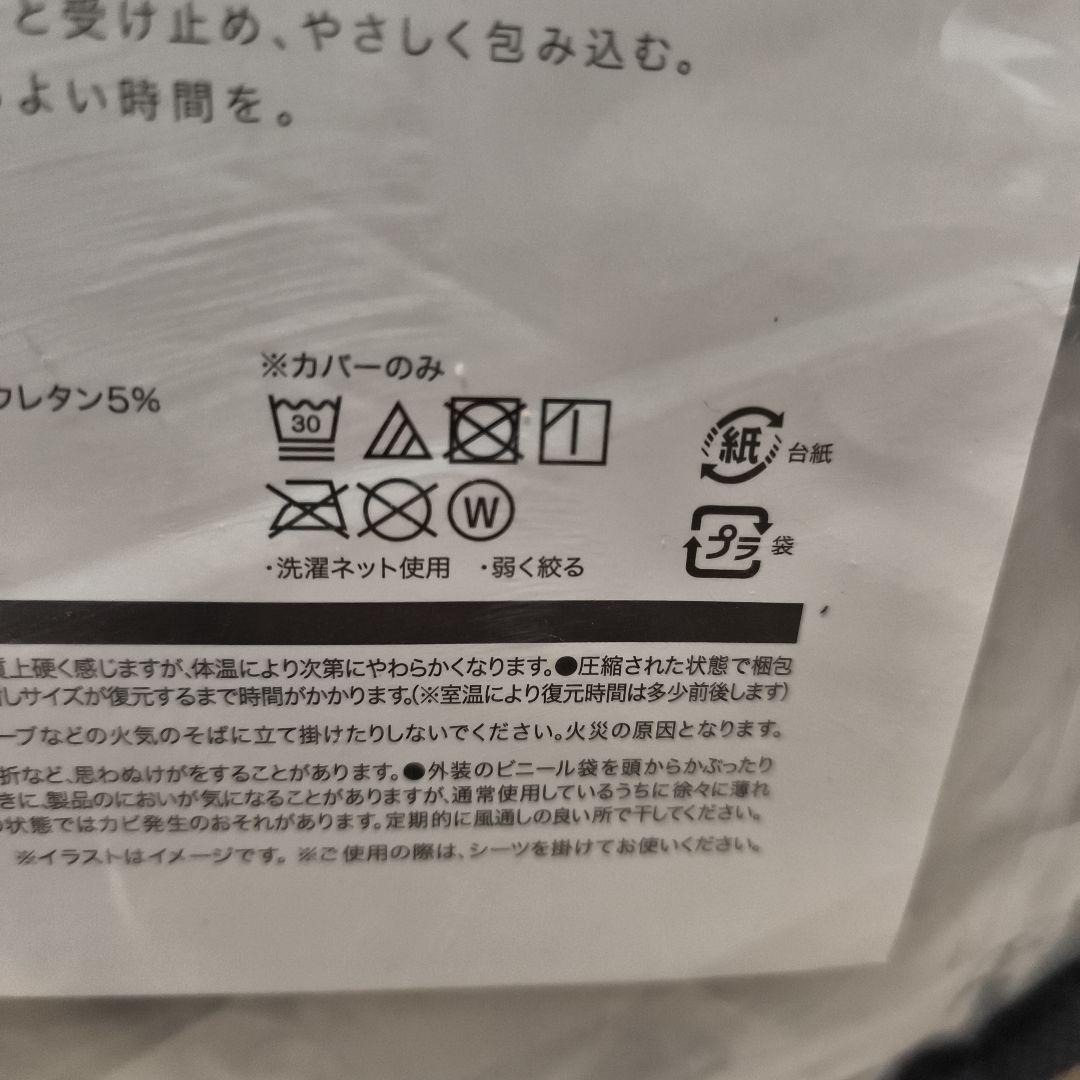 と受け止め、やさしく包み込む。
よい時間を。
ウレタン5%
※カバーのみ
30
W
・洗濯ネット使用 ・弱く絞る
紙 台紙
プラ 袋
質上硬く感じますが、体温により次第にやわらかくなります。●圧縮された状態で梱包
しサイズが復元するまで時間がかかります。(※室温により復元時間は多少前後します)
ーブなどの火気のそばに立て掛けたりしないでください。火災の原因となります。
折など、思わぬけがをすることがあります。●外装のビニール袋を頭からかぶったり
きに、製品のにおいが気になることがありますが、通常使用しているうちに徐々に薄れ
の状態ではカビ発生のおそれがあります。定期的に風通しの良い所で干してください。
※イラストはイメージです。※ご使用の際は、シーツを掛けてお使いください。